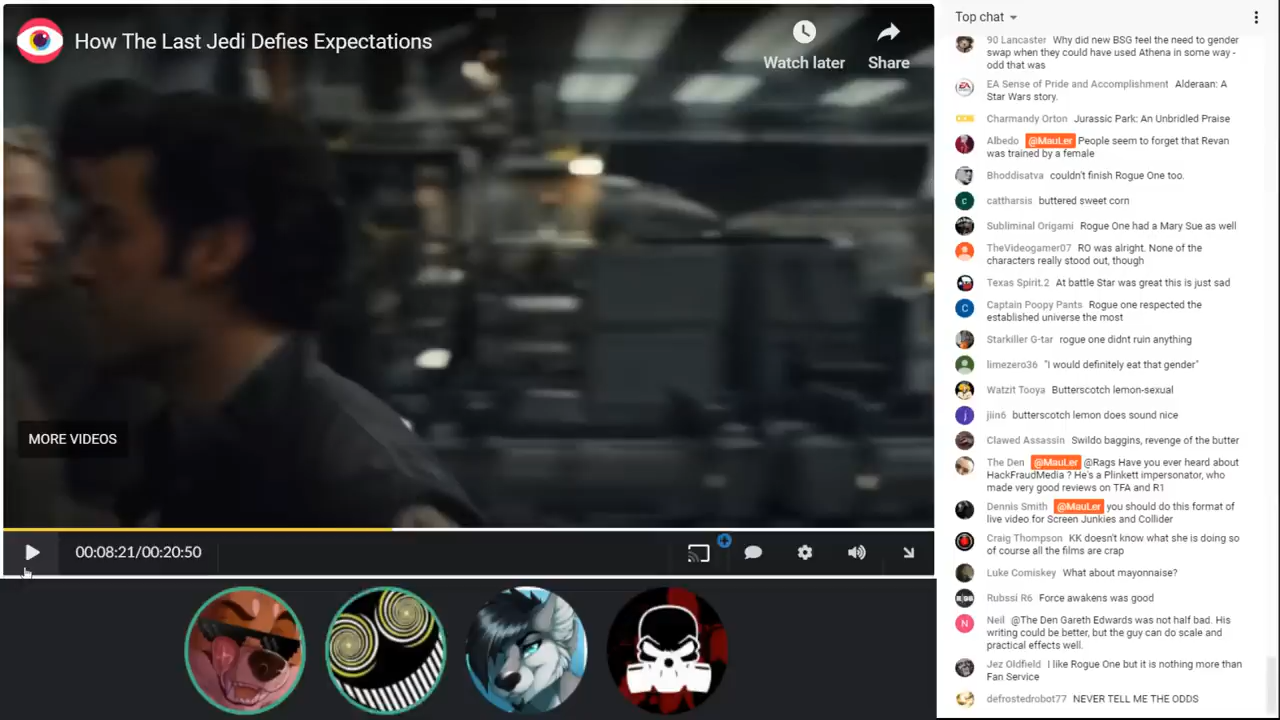 How The Last Jedi Defies Expectations
Watch later
Share
MORE VIDEOS
00:08:21/00:20:50
Top chat
90 Lancaster Why did new BSG feel the need to gender
swap when they could have used Athena in some way -
odd that was
EA Sense of Pride and Accomplishment Alderaan: A
Star Wars story.
Charmandy Orton Jurassic Park: An Unbridled Praise
Albedo @MauLer People seem to forget that Revan
was trained by a female
Bhoddisatva couldn't finish Rogue One too.
cattharsis buttered sweet corn
Subliminal Origami Rogue One had a Mary Sue as well
TheVideogamer07 RO was alright. None of the
characters really stood out, though
Texas Spirit.2 At battle Star was great this is just sad
Captain Poopy Pants Rogue one respected the
established universe the most
Starkiller G-tar rogue one didnt ruin anything
limezero36 "I would definitely eat that gender"
Watzit Tooya Butterscotch lemon-sexual
jiin6 butterscotch lemon does sound nice
Clawed Assassin Swildo baggins, revenge of the butter
The Den @MauLer @Rags Have you ever heard about
HackFraudMedia ? He's a Plinkett impersonator, who
made very good reviews on TFA and R1
Dennis Smith @MauLer you should do this format of
live video for Screen Junkies and Collider
Craig Thompson KK doesn't know what she is doing so
of course all the films are crap
Luke Comiskey What about mayonnaise?
Rubssi R6 Force awakens was good
Neil @The Den Gareth Edwards was not half bad. His
writing could be better, but the guy can do scale and
practical effects well.
Jez Oldfield I like Rogue One but it is nothing more than
Fan Service
defrostedrobot77 NEVER TELL ME THE ODDS